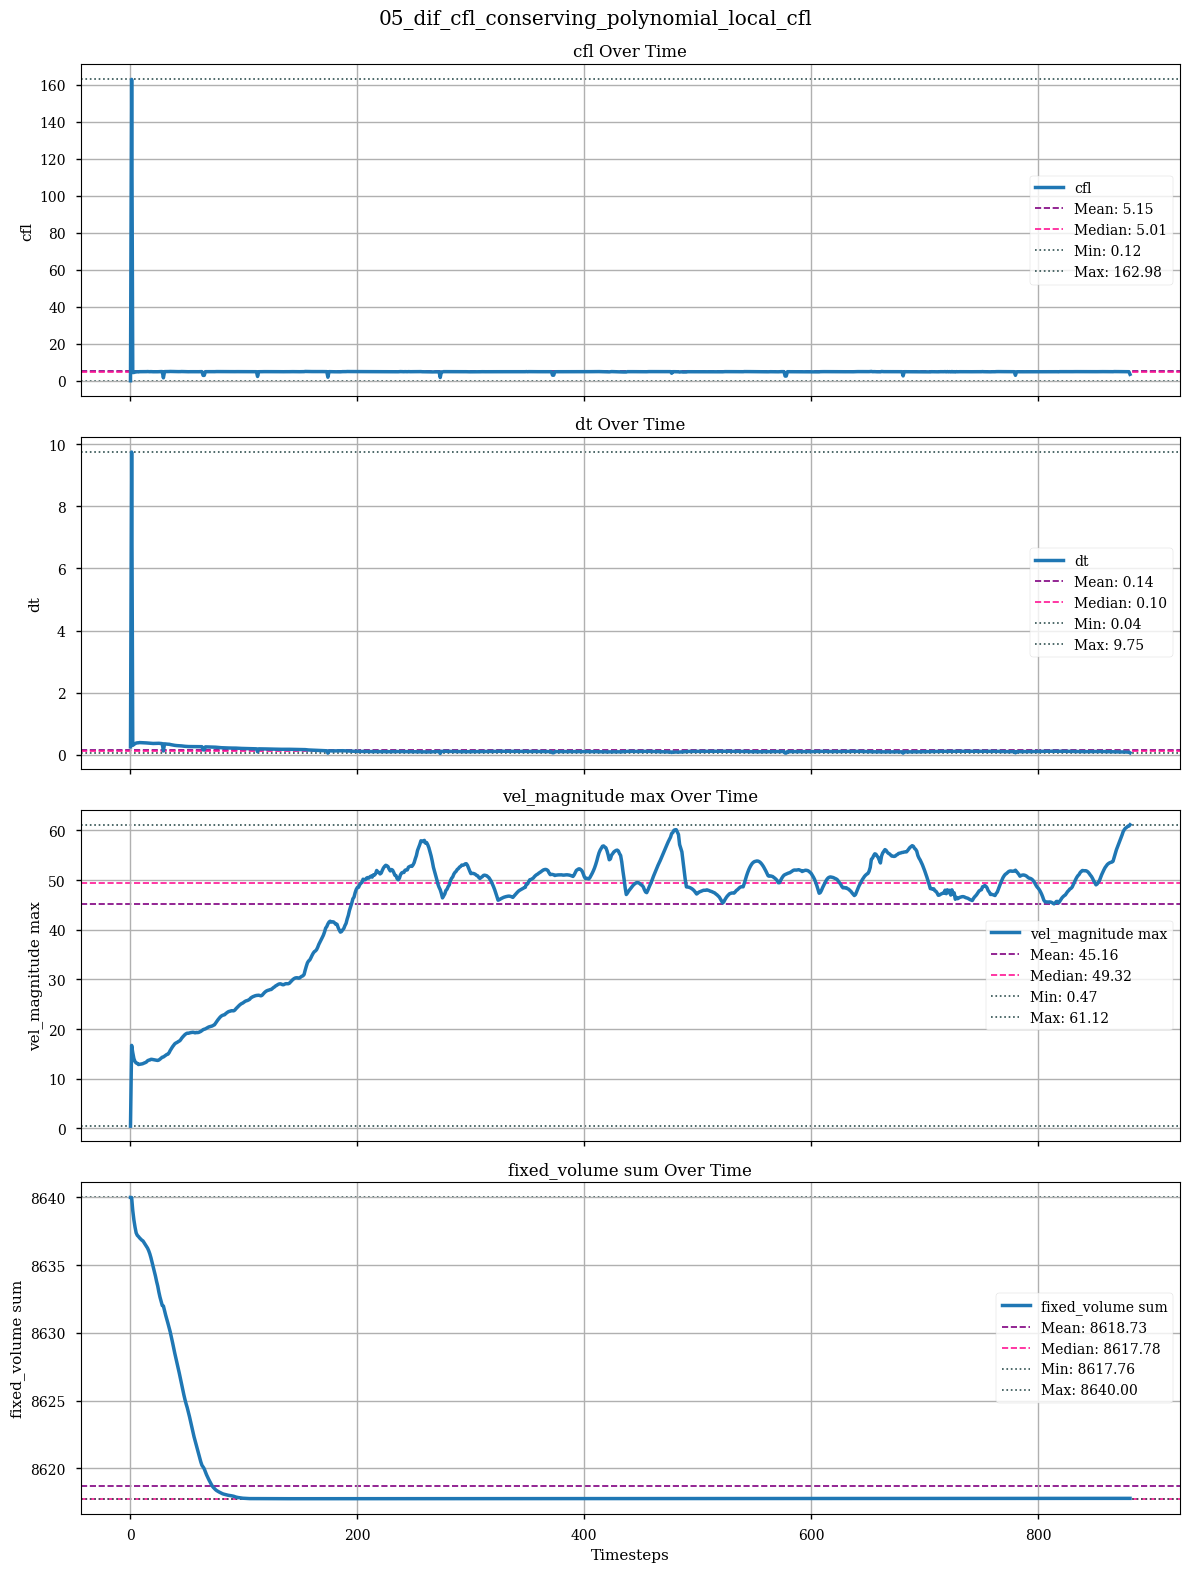 05_dif_cfl_conserving_polynomial_local_cfl
cfl Over Time
160
140
120
100
80
60
40
20
0
cfl
cfl
Mean: 5.15
Median: 5.01
Min: 0.12
Max: 162.98
dt Over Time
10
8
6
4
2
0
dt
dt
Mean: 0.14
Median: 0.10
Min: 0.04
Max: 9.75
vel_magnitude max Over Time
60
50
40
30
20
10
0
vel_magnitude max
vel_magnitude max
Mean: 45.16
Median: 49.32
Min: 0.47
Max: 61.12
fixed_volume sum Over Time
8640
8635
8630
8625
8620
fixed_volume sum
fixed_volume sum
Mean: 8618.73
Median: 8617.78
Min: 8617.76
Max: 8640.00
0 200 400 600 800
Timesteps